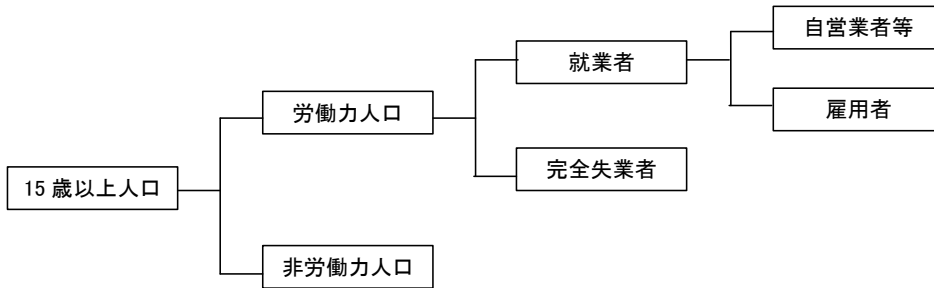 自営業者等
就業者
雇用者
労働力人口
完全失業者
15 歳以上人口
非労働力人口